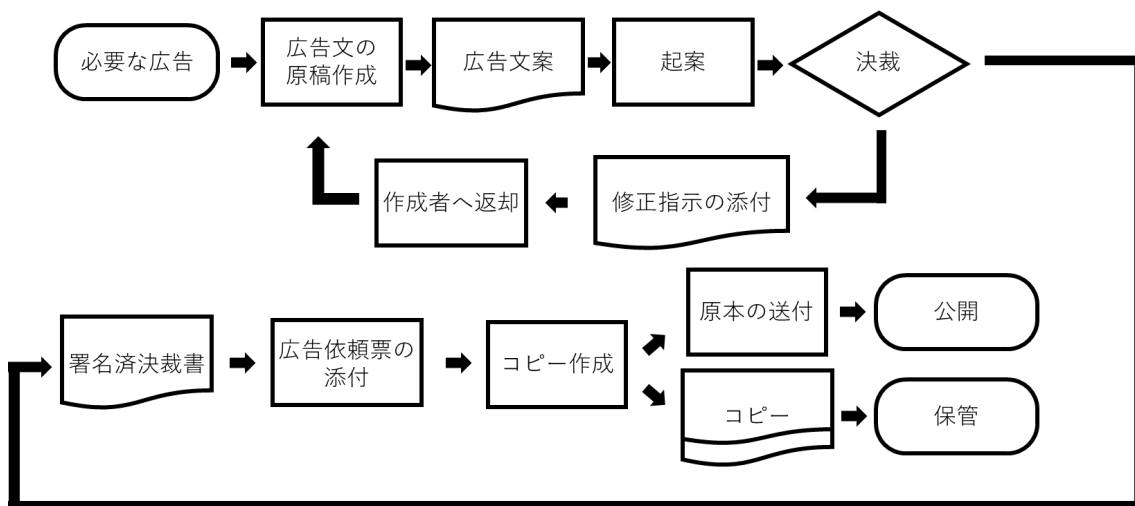 必要な広告
広告文の
原稿作成
広告文案
起案
決裁
作成者へ返却
修正指示の添付
署名済決裁書
広告依頼票の
添付
コピー作成
原本の送付
公開
コピー
保管